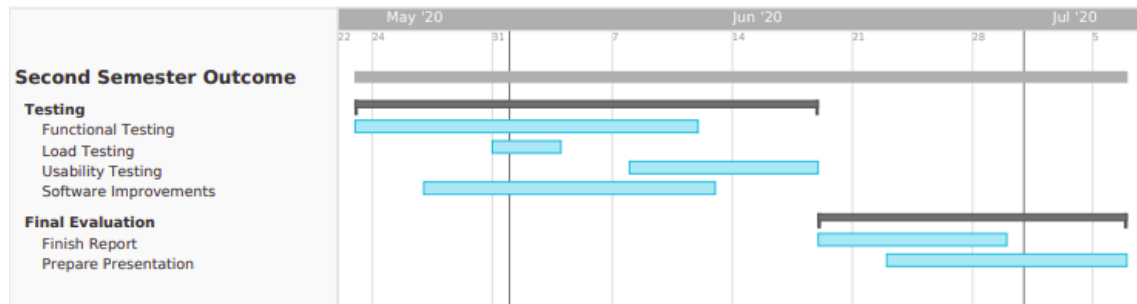 May '20 Jun '20 Jul '20
22 24 31 7 14 21 28 5
Second Semester Outcome
Testing
Functional Testing
Load Testing
Usability Testing
Software Improvements
Final Evaluation
Finish Report
Prepare Presentation